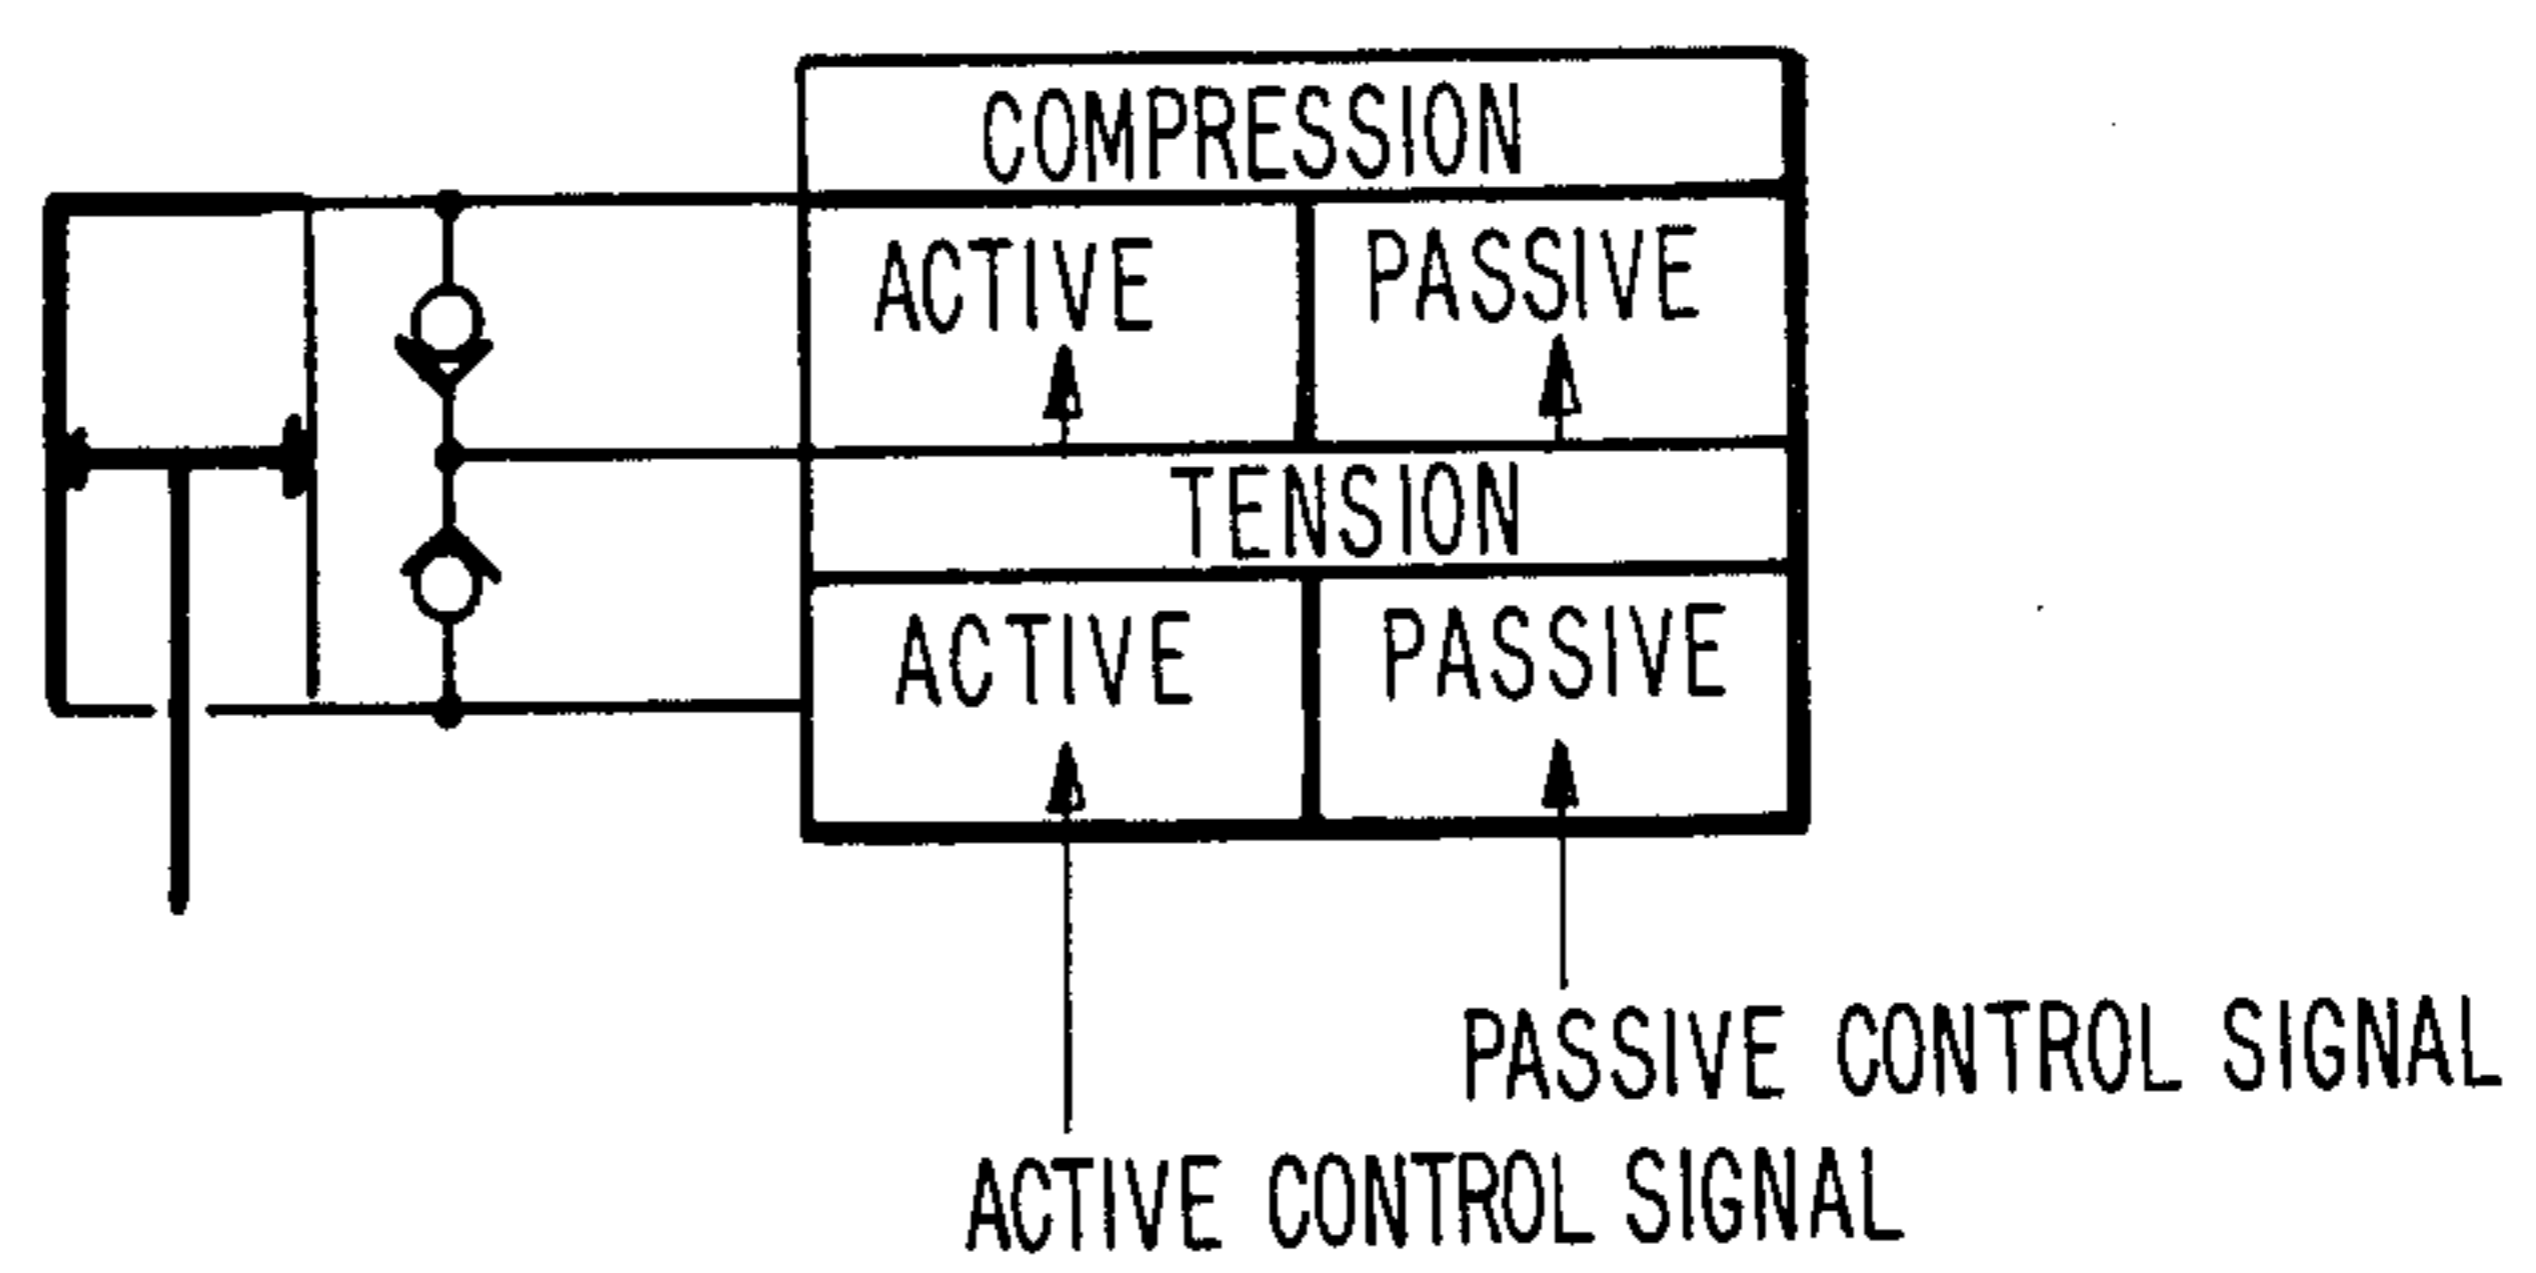 COMPRESSION
ACTIVE PASSIVE
TENSION
ACTIVE PASSIVE
PASSIVE CONTROL SIGNAL
ACTIVE CONTROL SIGNAL